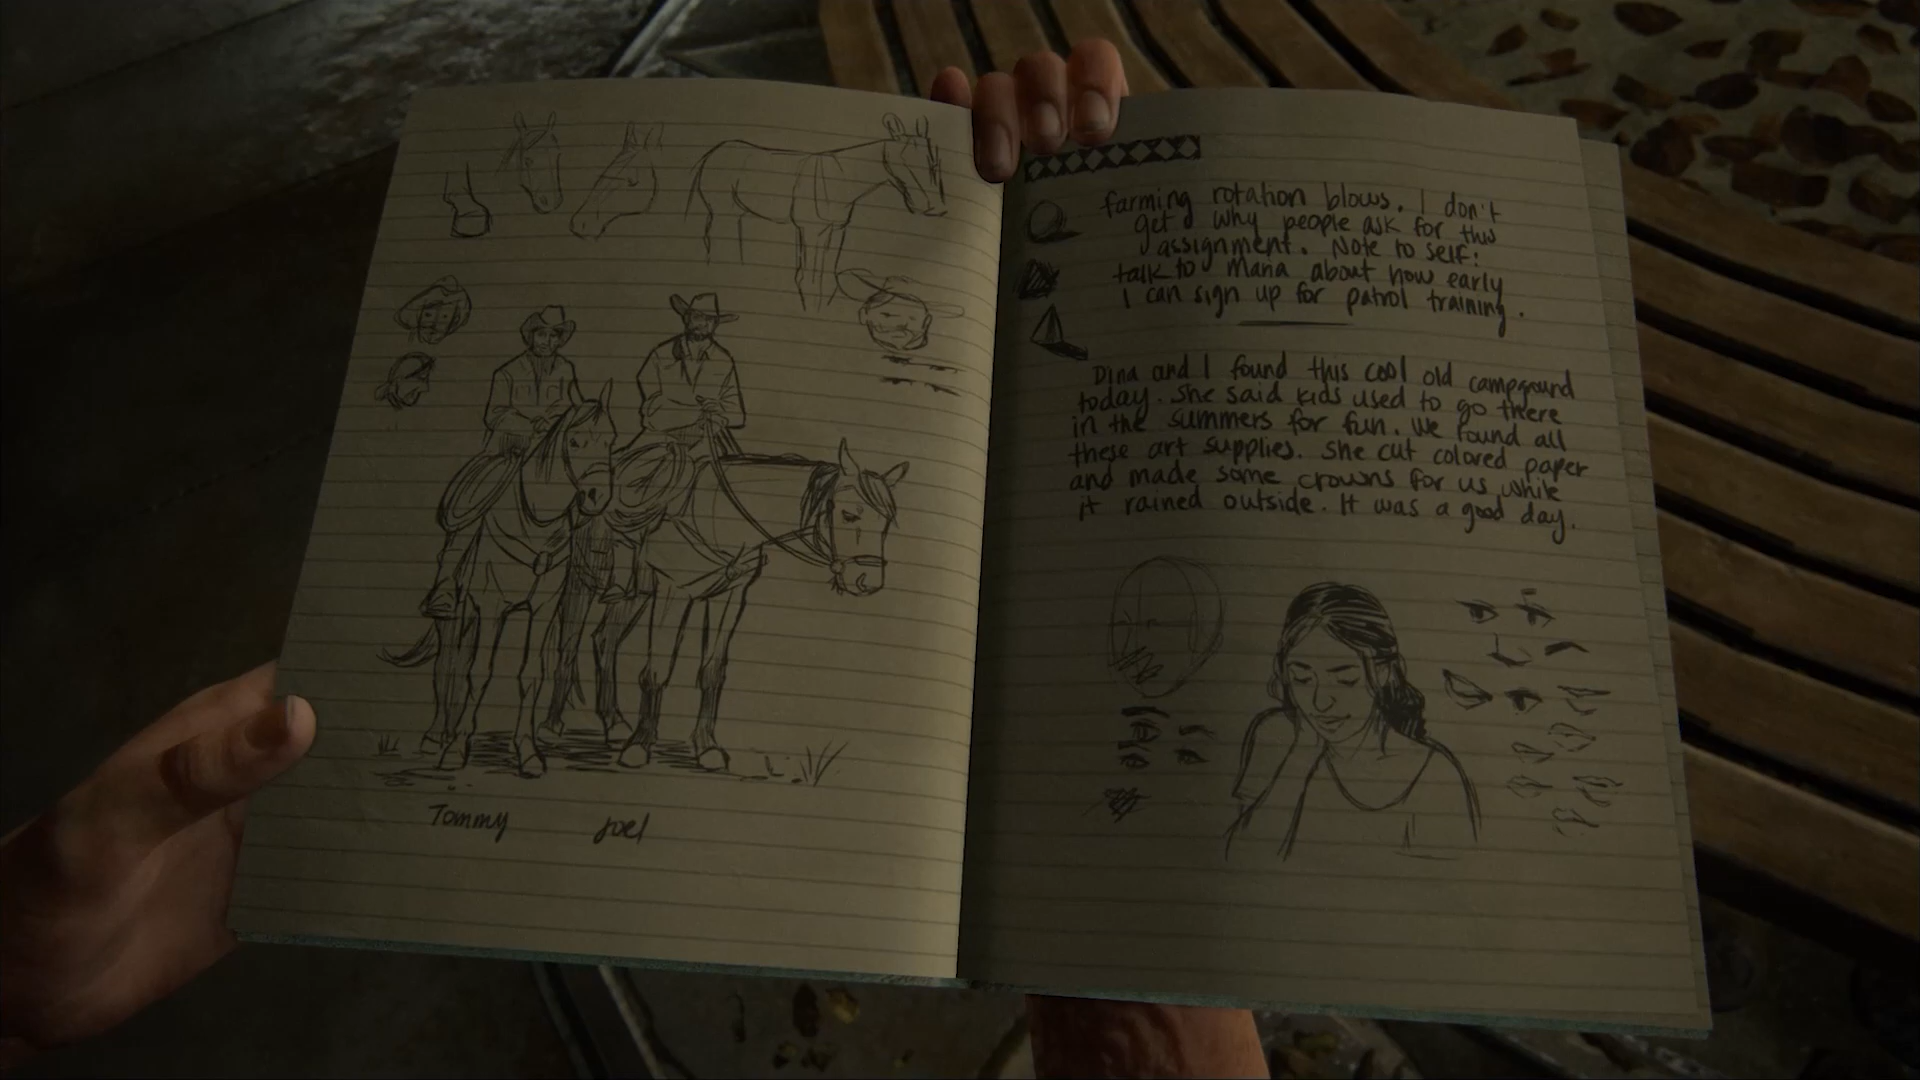 Tommy
Joel
farming rotation blows. I don't
get why people ask for this
assignment. Note to self:
talk to Maria about how early
I can sign up for patrol training.
Dina and I found this cool old campground
today. She said kids used to go there
in the summers for fun. We found all
these art supplies. She cut colored paper
and made some crowns for us while
it rained outside. It was a good day.